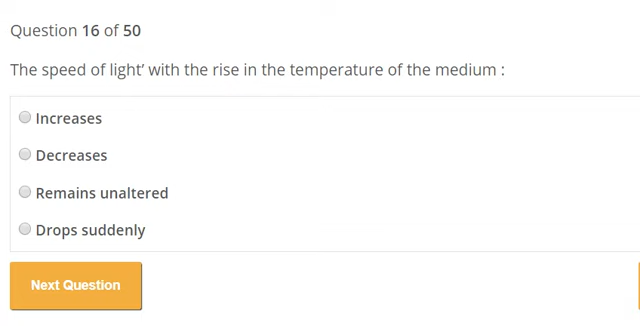 Question 16 of 50
The speed of light’ with the rise in the temperature of the medium :
Increases
Decreases
Remains unaltered
Drops suddenly
Next Question